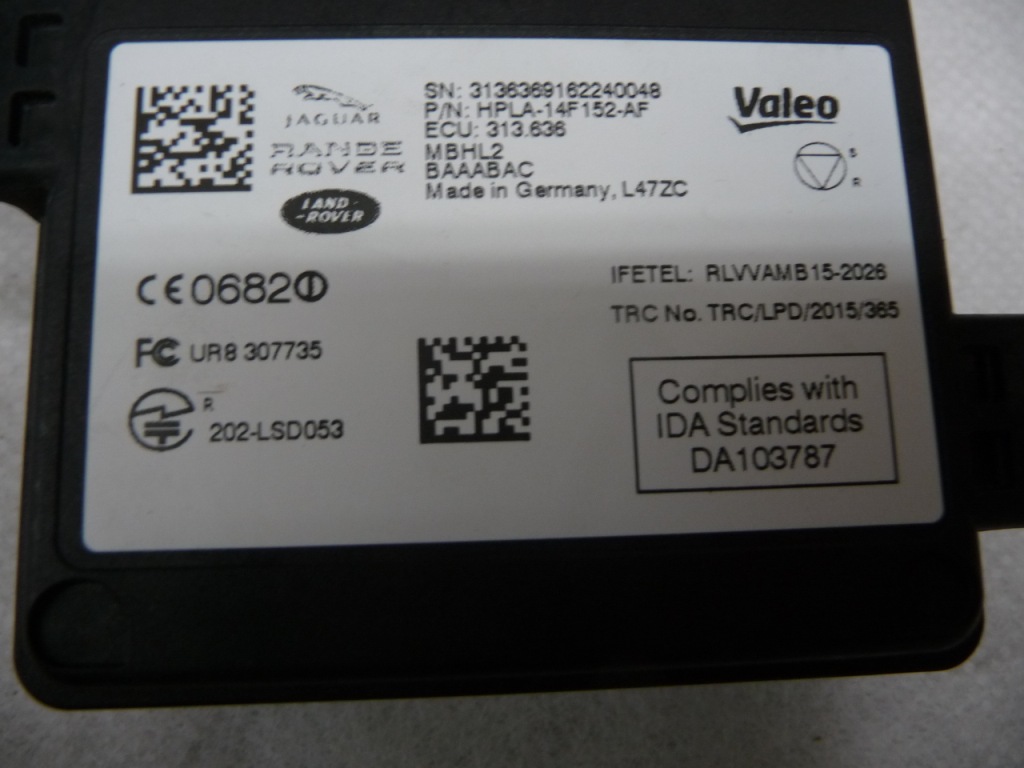 JAGUAR
RANGE
ROVER
LAND-
-ROVER
SN: 3136369162240048
P/N: HPLA-14F152-AF
ECU: 313.636
MBHL2
BAAABAC
Made in Germany, L47ZC
Valeo
S
R
CE0682
IFETEL: RLVVAMB15-2026
TRC No. TRC/LPD/2015/365
FC UR8 307735
R
202-LSD053
Complies with
IDA Standards
DA103787